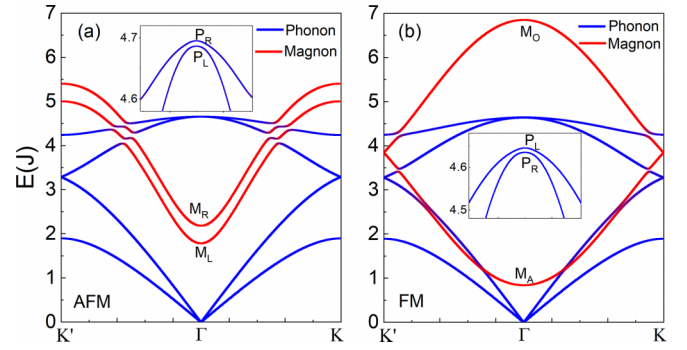 (a)
Phonon
Magnon
4.7
4.6
P_R
P_L
M_R
M_L
AFM
E(J)
7
6
5
4
3
2
1
0
K'
Γ
K
(b)
Phonon
Magnon
M_O
4.6
4.5
P_L
P_R
M_A
FM
7
6
5
4
3
2
1
0
K'
Γ
K